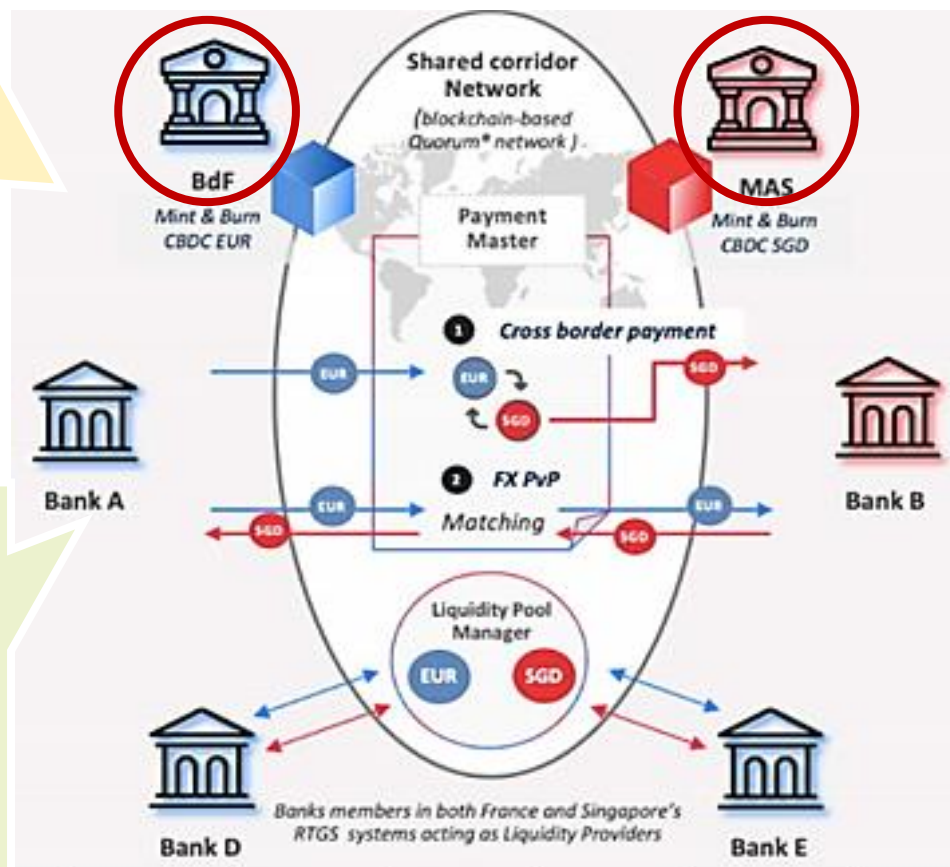 Shared corridor
Network
(blockchain-based
Quorum* network)
BdF
Mint & Burn
CBDC EUR
MAS
Mint & Burn
CBDC SGD
Payment
Master
1 Cross border payment
EUR
EUR
SGD
SGD
Bank A
Bank B
2 FX PvP
EUR
EUR
Matching
SGD
SGD
Liquidity Pool
Manager
EUR
SGD
Banks members in both France and Singapore's
RTGS systems acting as Liquidity Providers
Bank D
Bank E